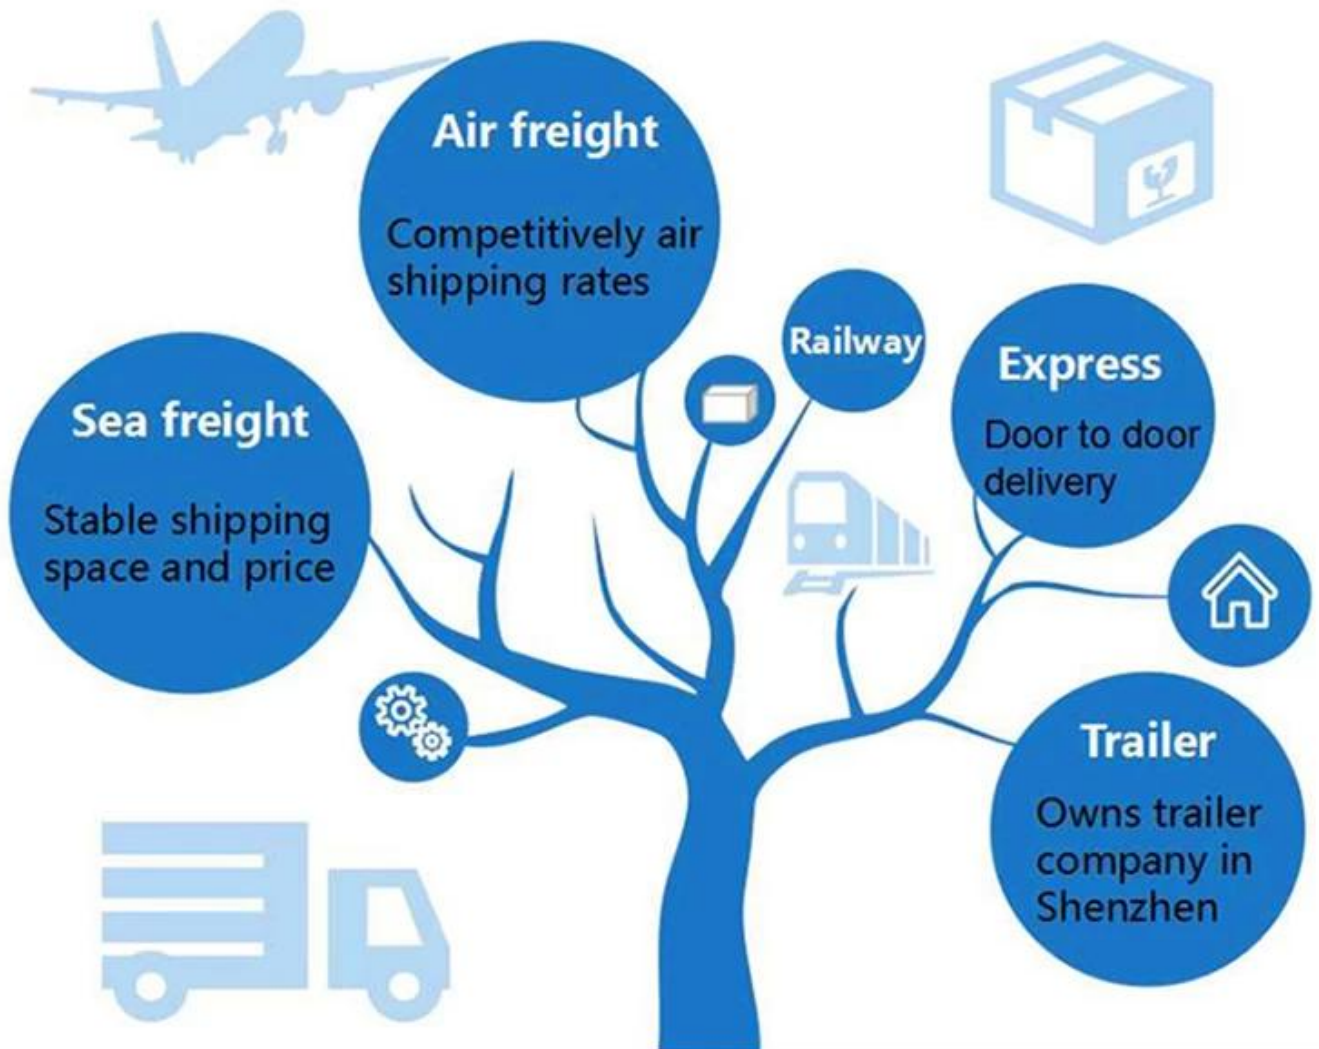 Air freight
Competitively air
shipping rates
Railway
Express
Door to door
delivery
Sea freight
Stable shipping
space and price
Trailer
Owns trailer
company in
Shenzhen